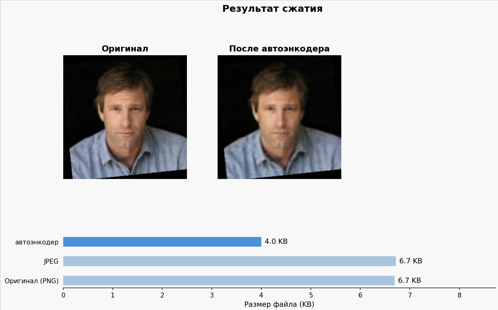 Результат сжатия
Оригинал
После автоэнкодера
автоэнкодер
4.0 KB
JPEG
6.7 KB
Оригинал (PNG)
6.7 KB
0 1 2 3 4 5 6 7 8
Размер файла (KB)